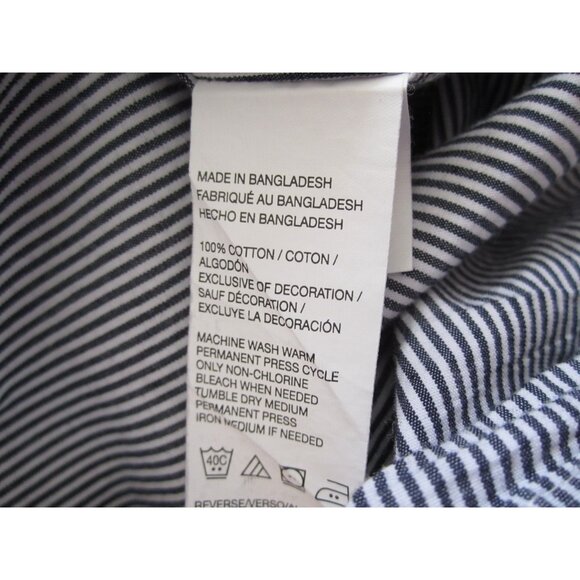 MADE IN BANGLADESH
FABRIQUÉ AU BANGLADESH
HECHO EN BANGLADESH
100% COTTON / COTON /
ALGODÓN
EXCLUSIVE OF DECORATION /
SAUF DÉCORATION /
EXCLUYE LA DECORACIÓN
MACHINE WASH WARM
PERMANENT PRESS CYCLE
ONLY NON-CHLORINE
BLEACH WHEN NEEDED
TUMBLE DRY MEDIUM
PERMANENT PRESS
IRON MEDIUM IF NEEDED
40C
REVERSE/VERSO/